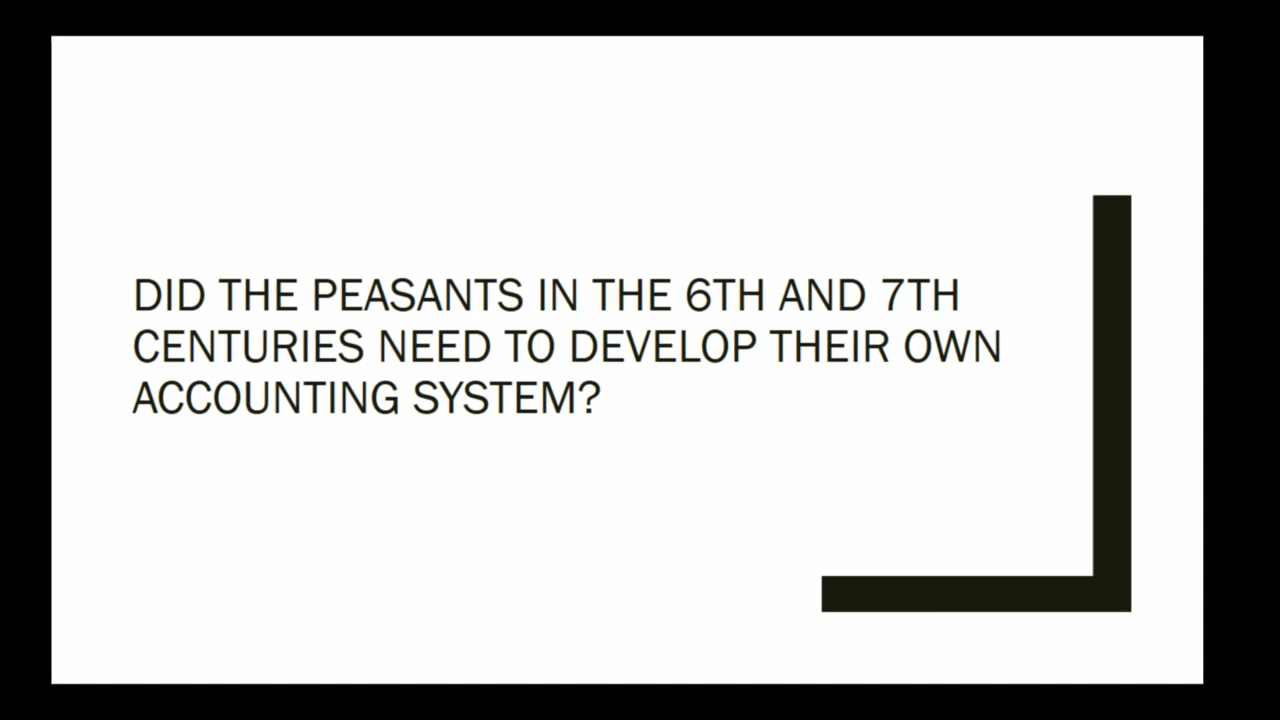 DID THE PEASANTS IN THE 6TH AND 7TH
CENTURIES NEED TO DEVELOP THEIR OWN
ACCOUNTING SYSTEM?